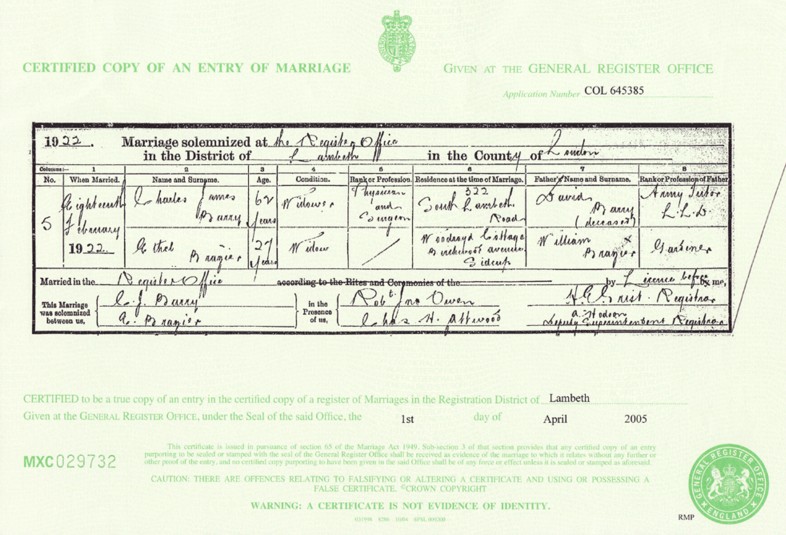 CERTIFIED COPY OF AN ENTRY OF MARRIAGE
GIVEN AT THE GENERAL REGISTER OFFICE
Application Number COL 645385
1922. Marriage solemnized at the Register Office
in the District of Lambeth in the County of London
Columns:— 1 2 3 4 5 6 7 8
No. When Married. Name and Surname. Age. Condition. Rank or Profession. Residence at the time of Marriage. Father's Name and Surname. Rank or Profession of Father
5 Eighteenth February 1922 Charles James Barry 62 years Widower Physician and Surgeon 322 South Lambeth Road David Barry (deceased) Army Tutor L.L.D
Ethel Brazier 27 years Widow Woodroyd Cottage avenue Sidcup William Brazier Gardener
Married in the Register Office according to the Rites and Ceremonies of the by Licence before by me,
This Marriage was solemnized between us, C. J. Barry
E. Brazier
in the Presence of us, Robt. Jno Owen
Chas H. Attwood
Registrar
Deputy Superintendent Registrar
CERTIFIED to be a true copy of an entry in the certified copy of a register of Marriages in the Registration District of Lambeth
Given at the GENERAL REGISTER OFFICE, under the Seal of the said Office, the 1st day of April 2005
MXC 029732
This certificate is issued in pursuance of section 65 of the Marriage Act 1949. Sub-section 3 of that section provides that any certified copy of an entry
purporting to be sealed or stamped with the seal of the General Register Office shall be received as evidence of the marriage to which it relates without any further or
other proof of the entry, and no certified copy purporting to have been given in the said Office shall be of any force or effect unless it is sealed or stamped as aforesaid.
CAUTION: THERE ARE OFFENCES RELATING TO FALSIFYING OR ALTERING A CERTIFICATE AND USING OR POSSESSING A
FALSE CERTIFICATE. ©CROWN COPYRIGHT
WARNING: A CERTIFICATE IS NOT EVIDENCE OF IDENTITY.
GENERAL REGISTER OFFICE
ENGLAND
RMP